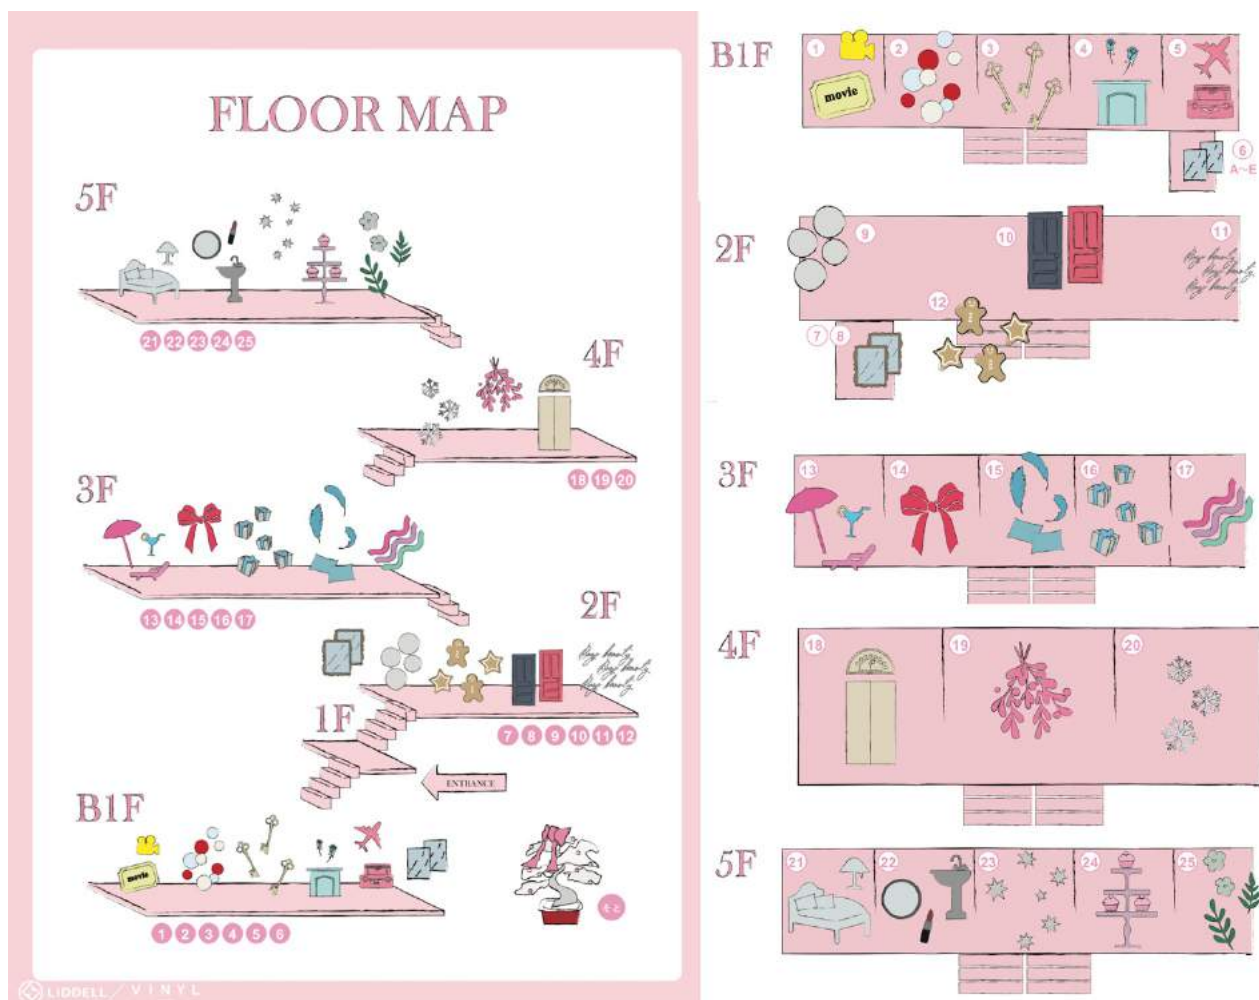 FLOOR MAP
5F
21 22 23 24 25
4F
18 19 20
3F
13 14 15 16 17
2F
7 8 9 10 11 12
1F
ENTRANCE
B1F
movie
1 2 3 4 5 6
そと
LIDDELL / VINYL
B1F
1 2 3 4 5
movie
6
A~E
2F
9 10 11
12
7 8
3F
13 14 15 16 17
4F
18 19 20
5F
21 22 23 24 25